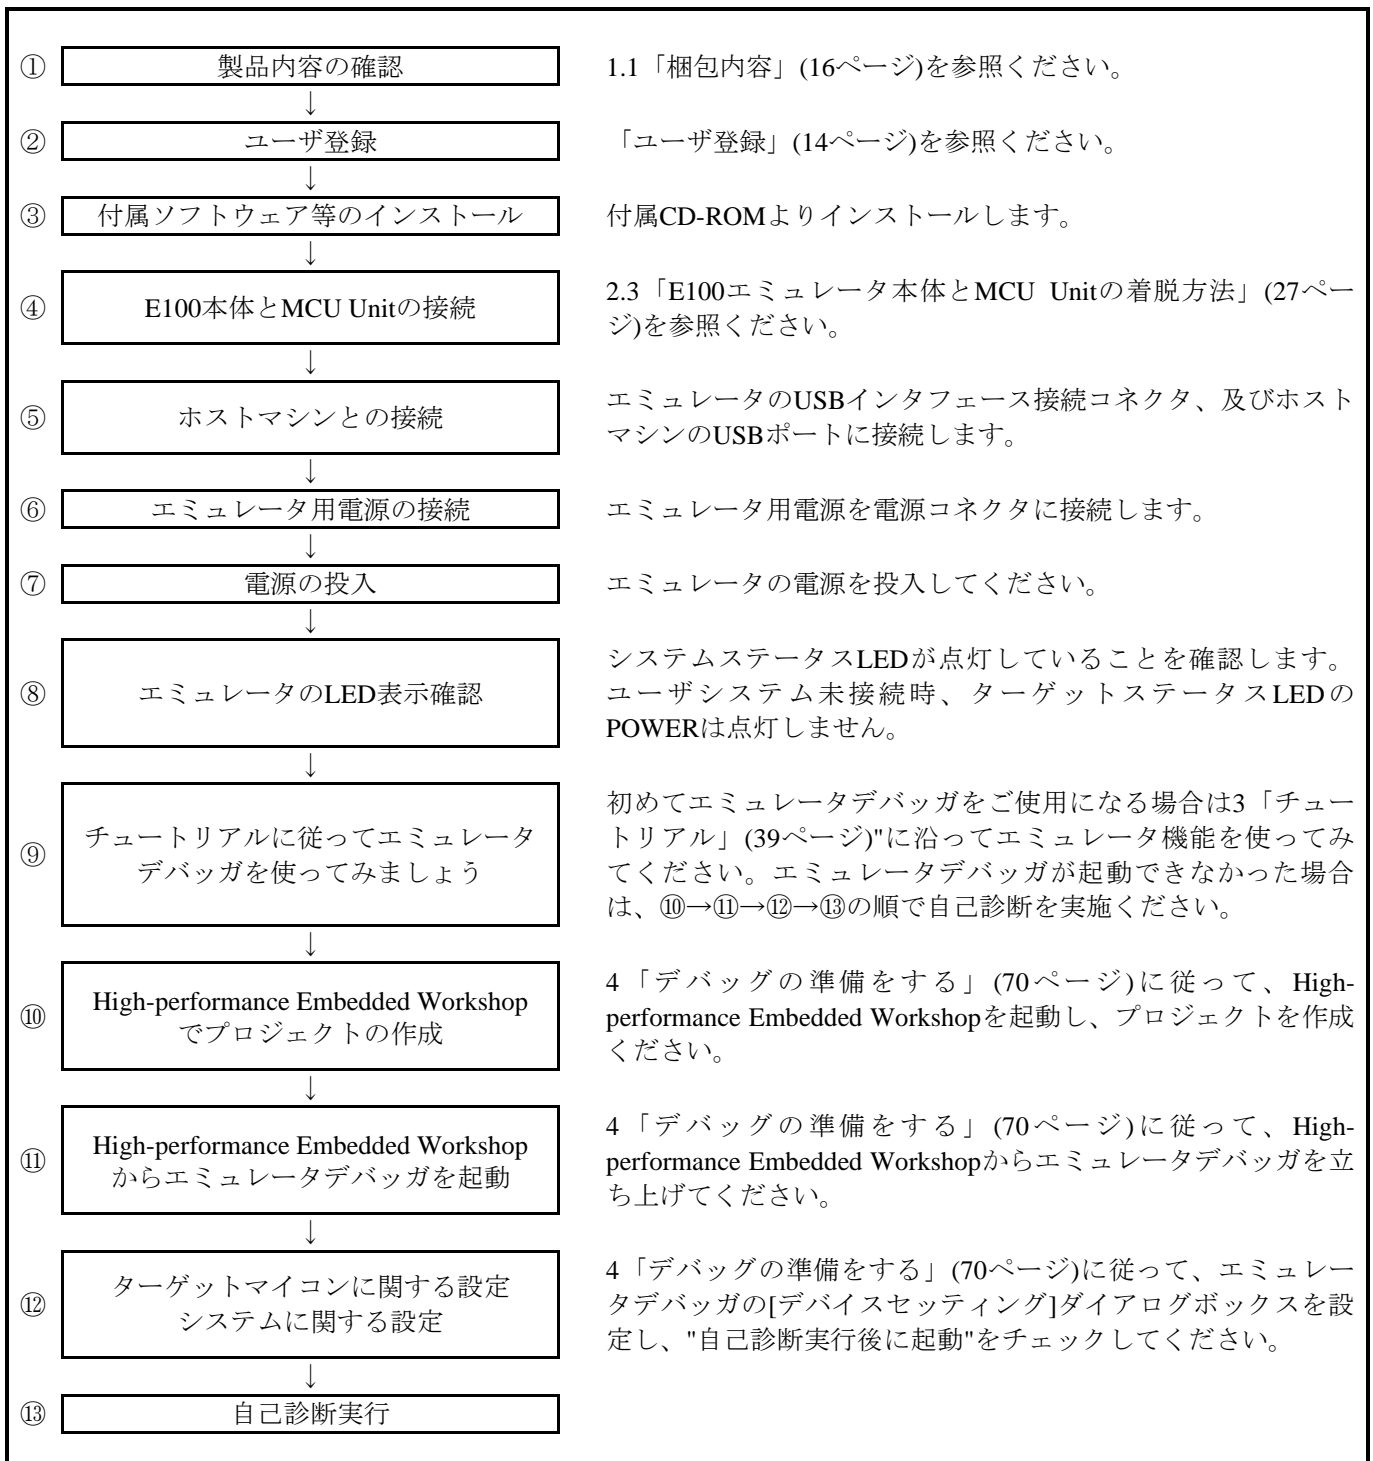 ① 製品内容の確認 1.1「梱包内容」(16ページ)を参照ください。
↓
② ユーザ登録 「ユーザ登録」(14ページ)を参照ください。
↓
③ 付属ソフトウェア等のインストール 付属CD-ROMよりインストールします。
↓
④ E100本体とMCU Unitの接続
2.3「E100エミュレータ本体とMCU Unitの着脱方法」(27ペー
ジ)を参照ください。
↓
⑤ ホストマシンとの接続
エミュレータのUSBインタフェース接続コネクタ、及びホスト
マシンのUSBポートに接続します。
↓
⑥ エミュレータ用電源の接続 エミュレータ用電源を電源コネクタに接続します。
↓
⑦ 電源の投入 エミュレータの電源を投入してください。
↓
⑧ エミュレータのLED表示確認
システムステータスLEDが点灯していることを確認します。
ユーザシステム未接続時、ターゲットステータスLEDの
POWERは点灯しません。
↓
⑨ チュートリアルに従ってエミュレータ
デバッガを使ってみましょう
初めてエミュレータデバッガをご使用になる場合は3「チュー
トリアル」(39ページ)"に沿ってエミュレータ機能を使ってみ
てください。エミュレータデバッガが起動できなかった場合
は、⑩→⑪→⑫→⑬の順で自己診断を実施ください。
↓
⑩ High-performance Embedded Workshop
でプロジェクトの作成
4「デバッグの準備をする」(70ページ)に従って、High-
performance Embedded Workshopを起動し、プロジェクトを作成
ください。
↓
⑪ High-performance Embedded Workshop
からエミュレータデバッガを起動
4「デバッグの準備をする」(70ページ)に従って、High-
performance Embedded Workshopからエミュレータデバッガを立
ち上げてください。
↓
⑫ ターゲットマイコンに関する設定
システムに関する設定
4「デバッグの準備をする」(70ページ)に従って、エミュレー
タデバッガの[デバイスセッティング]ダイアログボックスを設
定し、"自己診断実行後に起動"をチェックしてください。
↓
⑬ 自己診断実行